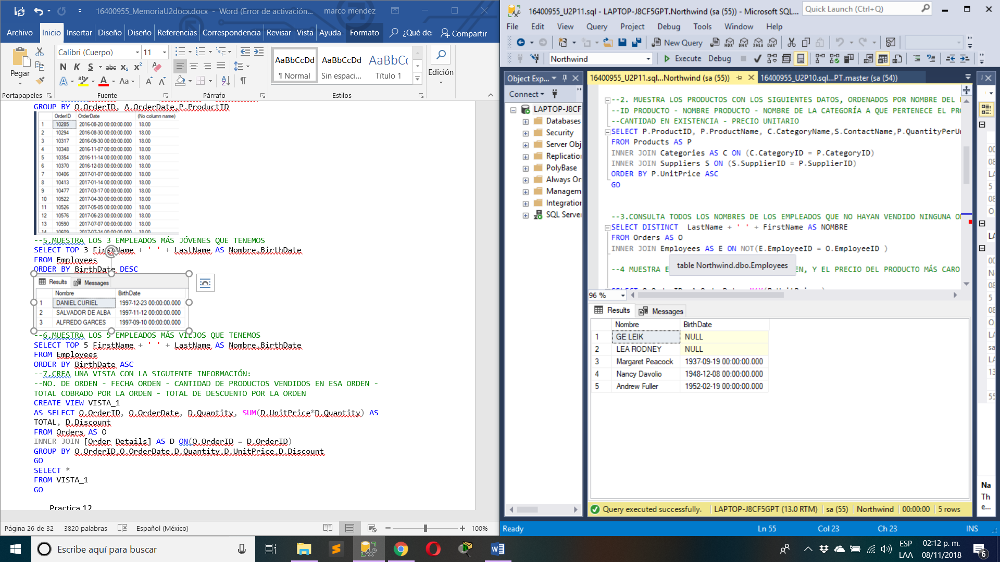 16400955_MemoriaU2docx.docx - Word (Error de activación...
marco mendez
Archivo
Inicio
Insertar
Diseño
Diseño
Referencias
Correspondencia
Revisar
Vista
Ayuda
Formato
¿Qué de:
Compartir
Pegar
Calibri (Cuerpo)
11
N K S abc x₂ x²
Aa
AaBbCcDd
¶ Normal
AaBbCcDd
Sin espaci...
AaBbCc
Título 1
Edición
Portapapeles
Fuente
Párrafo
Estilos
GROUP BY O.OrderID, A.OrderDate,P.ProductID
OrderID OrderDate (No column name)
1 10285 2016-08-20 00:00:00.000 18.00
2 10294 2016-08-30 00:00:00.000 18.00
3 10317 2016-09-30 00:00:00.000 18.00
4 10348 2016-11-07 00:00:00.000 18.00
5 10354 2016-11-14 00:00:00.000 18.00
6 10370 2016-12-03 00:00:00.000 18.00
7 10406 2017-01-07 00:00:00.000 18.00
8 10413 2017-01-14 00:00:00.000 18.00
9 10477 2017-03-17 00:00:00.000 18.00
10 10522 2017-04-30 00:00:00.000 18.00
11 10526 2017-05-05 00:00:00.000 18.00
12 10576 2017-06-23 00:00:00.000 18.00
13 10590 2017-07-07 00:00:00.000 18.00
14 10609 2017-07-24 00:00:00.000 18.00
--5.MUESTRA LOS 3 EMPLEADOS MÁS JÓVENES QUE TENEMOS
SELECT TOP 3 FirstName + ' ' + LastName AS Nombre,BirthDate
FROM Employees
ORDER BY BirthDate DESC
Results Messages
Nombre BirthDate
1 DANIEL CURIEL 1997-12-23 00:00:00.000
2 SALVADOR DE ALBA 1997-11-12 00:00:00.000
3 ALFREDO GARCES 1997-09-10 00:00:00.000
--6.MUESTRA LOS 5 EMPLEADOS MÁS VIEJOS QUE TENEMOS
SELECT TOP 5 FirstName + ' ' + LastName AS Nombre,BirthDate
FROM Employees
ORDER BY BirthDate ASC
--7.CREA UNA VISTA CON LA SIGUIENTE INFORMACIÓN:
--NO. DE ORDEN - FECHA ORDEN - CANTIDAD DE PRODUCTOS VENDIDOS EN ESA ORDEN -
TOTAL COBRADO POR LA ORDEN - TOTAL DE DESCUENTO POR LA ORDEN
CREATE VIEW VISTA_1
AS SELECT O.OrderID, O.OrderDate, D.Quantity, SUM(D.UnitPrice*D.Quantity) AS
TOTAL, D.Discount
FROM Orders AS O
INNER JOIN [Order Details] AS D ON(O.OrderID = D.OrderID)
GROUP BY O.OrderID,O.OrderDate,D.Quantity,D.UnitPrice,D.Discount
GO
SELECT *
FROM VISTA_1
GO
Practica 12
Página 26 de 32 3820 palabras Español (México) 100%
16400955_U2P11.sql - LAPTOP-J8CF5GPT.Northwind (sa (55)) - Microsoft SQL...
Quick Launch (Ctrl+Q)
File Edit View Query Project Debug Tools Window Help
New Query
MDX DMX XMLA DAX
Northwind
Execute Debug
Object Exp...
Connect
LAPTOP-J8CF
Databases
Security
Server Obj
Replication
PolyBase
Always On
Managem
Integration
SQL Server
16400955_U2P11.sql...Northwind (sa (55))
16400955_U2P10.sql...PT.master (sa (54))
--2. MUESTRA LOS PRODUCTOS CON LOS SIGUIENTES DATOS, ORDENADOS POR NOMBRE DEL
--ID PRODUCTO - NOMBRE PRODUCTO - NOMBRE DE LA CATEGORÍA A QUE PERTENECE EL PRO
--CANTIDAD EN EXISTENCIA - PRECIO UNITARIO
SELECT P.ProductID, P.ProductName, C.CategoryName,S.ContactName,P.QuantityPerUn
FROM Products AS P
INNER JOIN Categories AS C ON (C.CategoryID = P.CategoryID)
INNER JOIN Suppliers S ON (S.SupplierID = P.SupplierID)
ORDER BY P.UnitPrice ASC
GO
--3.CONSULTA TODOS LOS NOMBRES DE LOS EMPLEADOS QUE NO HAYAN VENDIDO NINGUNA O
SELECT DISTINCT LastName + ' ' + FirstName AS NOMBRE
FROM Orders AS O
INNER JOIN Employees AS E ON NOT(E.EmployeeID = O.EmployeeID )
table Northwind.dbo.Employees
--4 MUESTRA E EN, Y EL PRECIO DEL PRODUCTO MÁS CARO
96 %
Results Messages
Nombre BirthDate
1 GE LEIK NULL
2 LEA RODNEY NULL
3 Margaret Peacock 1937-09-19 00:00:00.000
4 Nancy Davolio 1948-12-08 00:00:00.000
5 Andrew Fuller 1952-02-19 00:00:00.000
Query executed successfully. LAPTOP-J8CF5GPT (13.0 RTM) sa (55) Northwind 00:00:00 5 rows
Na
Th
e...
Ready Ln 55 Col 23 Ch 23 INS
Escribe aquí para buscar
ESP
LAA
02:12 p. m.
08/11/2018
6